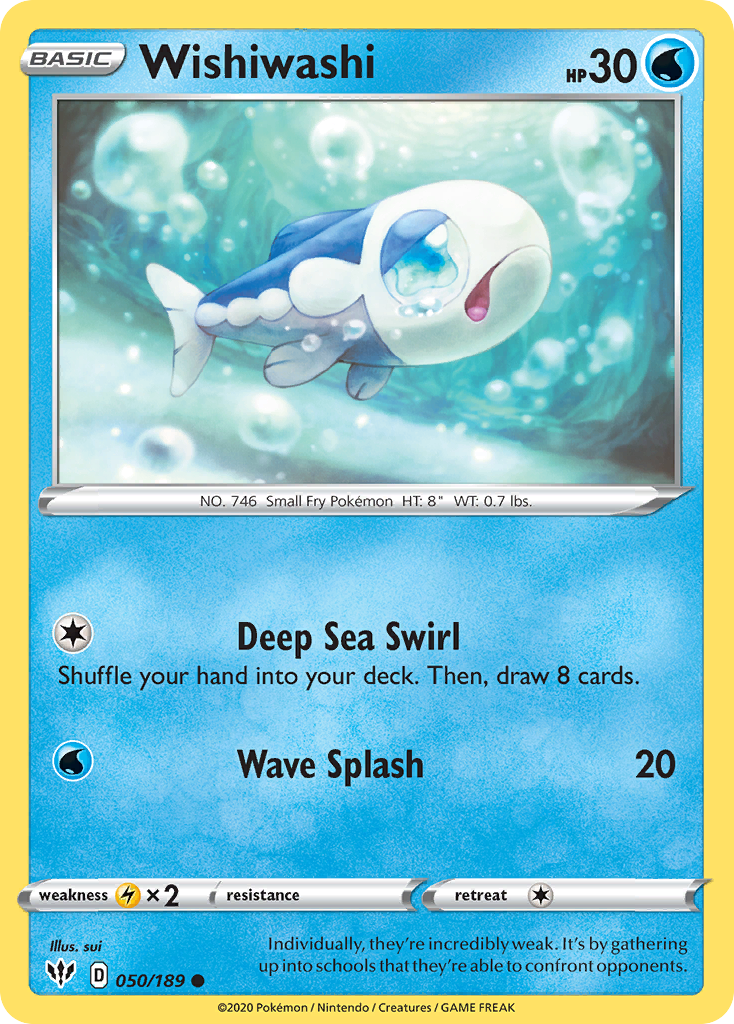 BASIC Wishiwashi HP 30
NO. 746 Small Fry Pokémon HT: 8" WT: 0.7 lbs.
Deep Sea Swirl
Shuffle your hand into your deck. Then, draw 8 cards.
Wave Splash 20
weakness ×2 resistance retreat
Illus. sui
Individually, they're incredibly weak. It's by gathering
up into schools that they're able to confront opponents.
D 050/189
©2020 Pokémon / Nintendo / Creatures / GAME FREAK